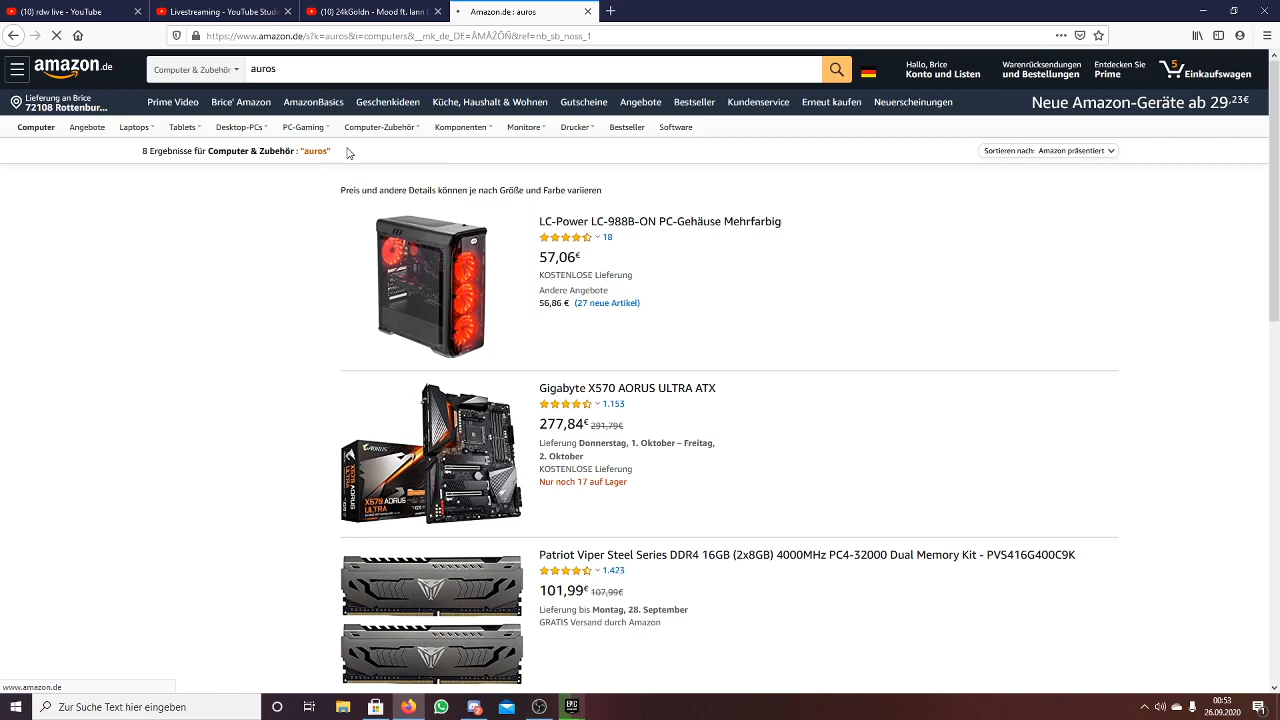 (10) rdw live - YouTube
Livestreaming - YouTube Stud
(10) 24kGoldn - Mood ft. Iann D
Amazon.de : auros
https://www.amazon.de/s?k=auros&i=computers&__mk_de_DE=ÅMÅŽÕÑ&ref=nb_sb_noss_1
amazon.de
Computer & Zubehör
auros
Hallo, Brice
Konto und Listen
Warenrücksendungen
und Bestellungen
Entdecken Sie
Prime
5
Einkaufswagen
Lieferung an Brice
72108 Rottenbur...
Prime Video
Brice' Amazon
AmazonBasics
Geschenkideen
Küche, Haushalt & Wohnen
Gutscheine
Angebote
Bestseller
Kundenservice
Erneut kaufen
Neuerscheinungen
Neue Amazon-Geräte ab 29,23€
Computer
Angebote
Laptops
Tablets
Desktop-PCs
PC-Gaming
Computer-Zubehör
Komponenten
Monitore
Drucker
Bestseller
Software
8 Ergebnisse für Computer & Zubehör : "auros"
Sortieren nach: Amazon präsentiert
Preis und andere Details können je nach Größe und Farbe variieren
LC-Power LC-988B-ON PC-Gehäuse Mehrfarbig
18
57,06€
KOSTENLOSE Lieferung
Andere Angebote
56,86 € (27 neue Artikel)
Gigabyte X570 AORUS ULTRA ATX
1.153
277,84€ 291,79€
Lieferung Donnerstag, 1. Oktober – Freitag,
2. Oktober
KOSTENLOSE Lieferung
Nur noch 17 auf Lager
AORUS
X570 AORUS
ULTRA
X570
AORUS
ULTRA
Patriot Viper Steel Series DDR4 16GB (2x8GB) 4000MHz PC4-32000 Dual Memory Kit - PVS416G400C9K
1.423
101,99€ 107,99€
Lieferung bis Montag, 28. September
GRATIS Versand durch Amazon
www.amazon.de
Zur Suche Text hier eingeben
EPIC
00:53
26.09.2020